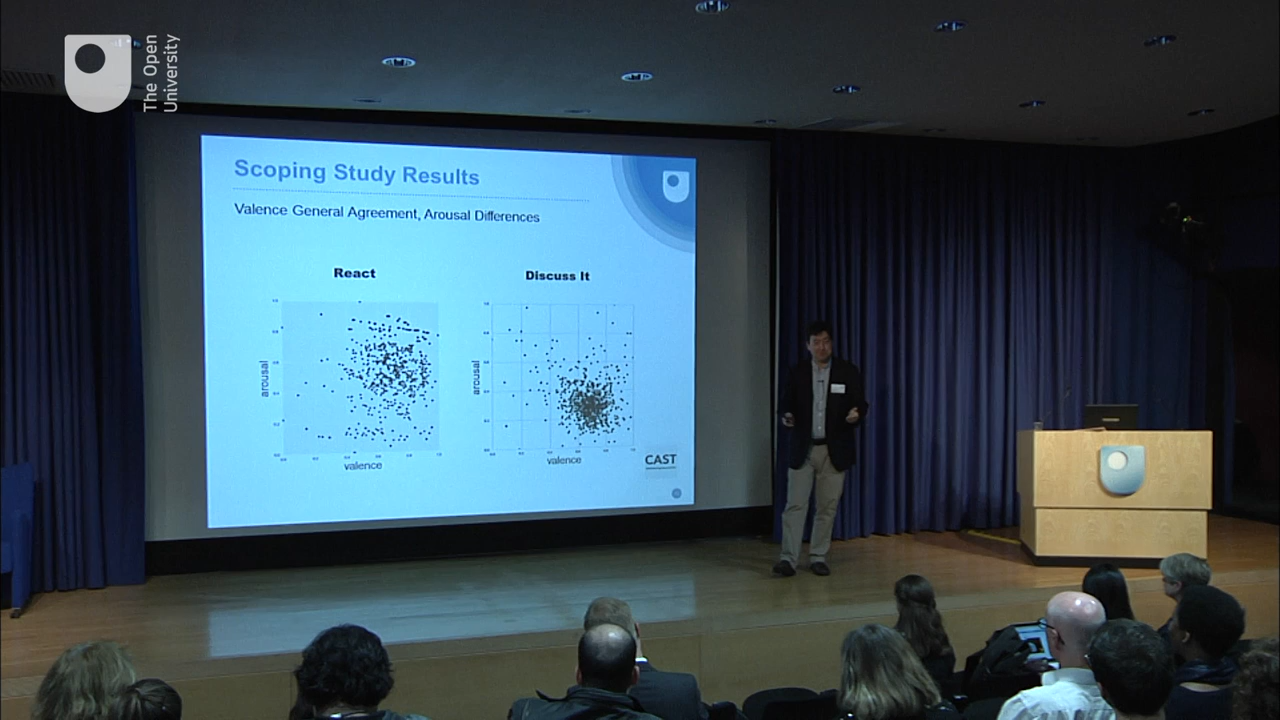 The Open
University
Scoping Study Results
Valence General Agreement, Arousal Differences
React
Discuss It
arousal
arousal
valence
valence
CAST